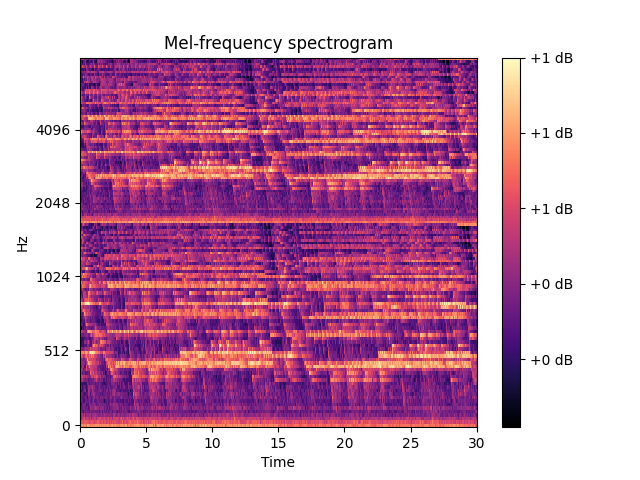 Mel-frequency spectrogram
Hz
4096
2048
1024
512
0
0 5 10 15 20 25 30
Time
+1 dB
+1 dB
+1 dB
+0 dB
+0 dB